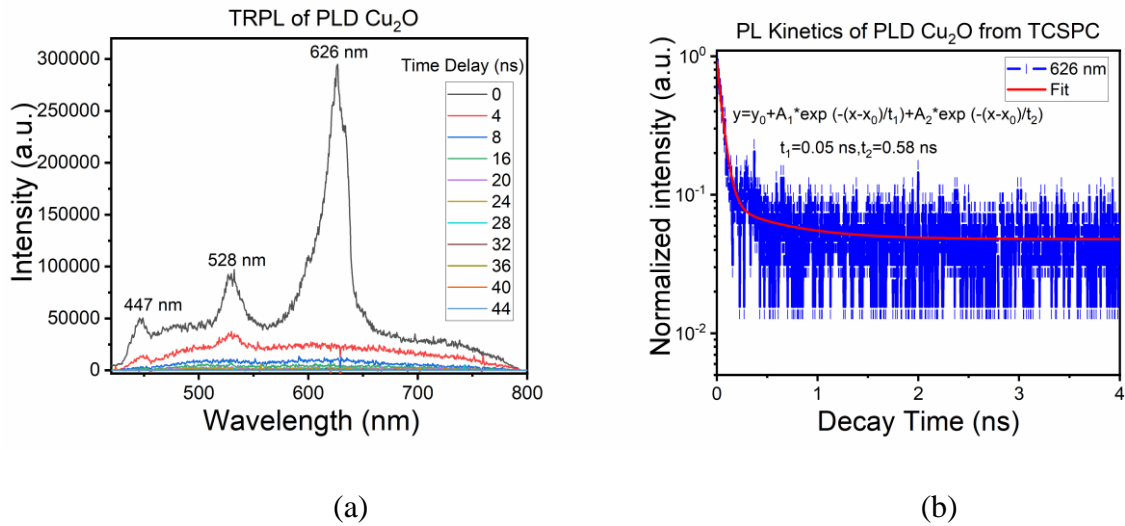 TRPL of PLD Cu₂O
300000
250000
200000
150000
100000
50000
0
Intensity (a.u.)
447 nm
528 nm
626 nm
Time Delay (ns)
0
4
8
16
20
24
28
32
36
40
44
500 600 700 800
Wavelength (nm)
(a)
PL Kinetics of PLD Cu₂O from TCSPC
10⁰
10⁻¹
10⁻²
Normalized intensity (a.u.)
626 nm
Fit
y=y₀+A₁*exp (-(x-x₀)/t₁)+A₂*exp (-(x-x₀)/t₂)
t₁=0.05 ns,t₂=0.58 ns
0 1 2 3 4
Decay Time (ns)
(b)